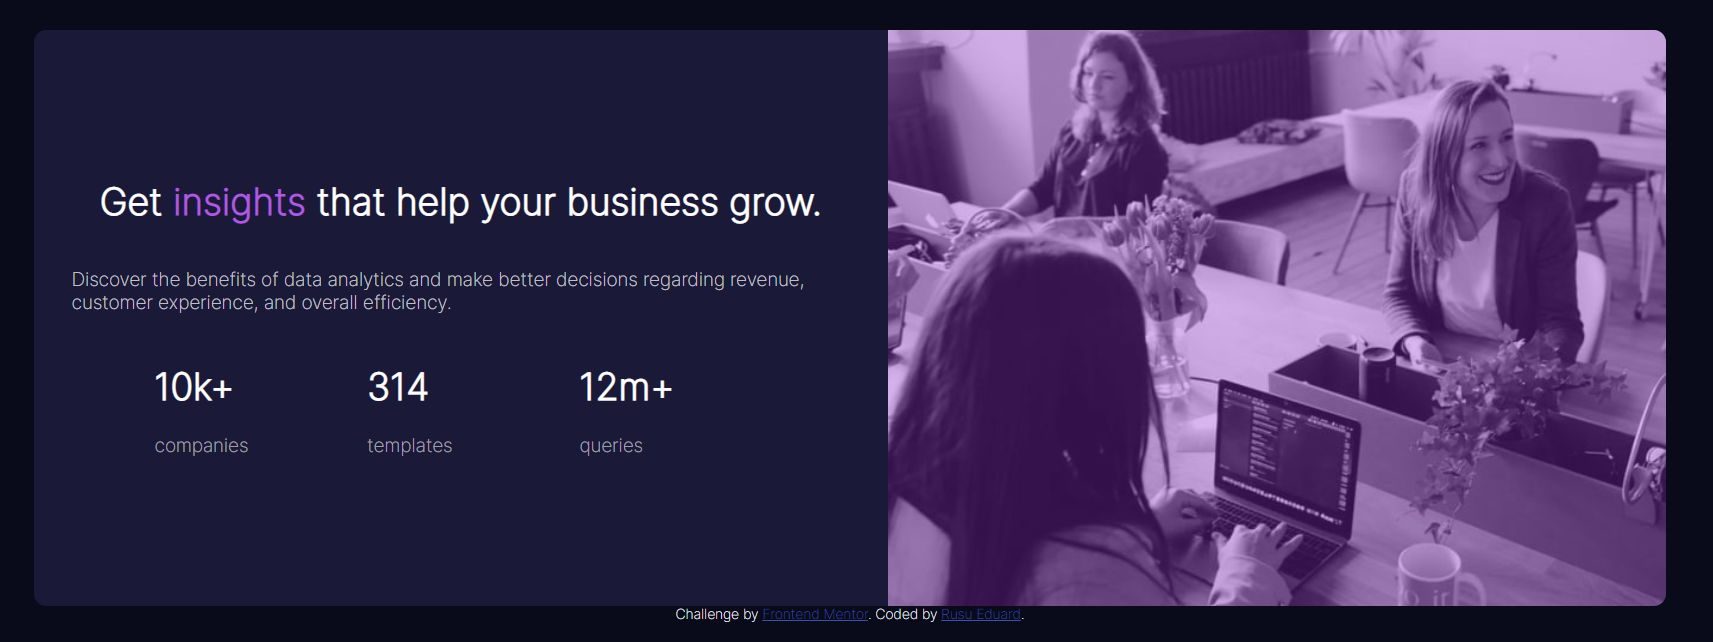 Get insights that help your business grow.
Discover the benefits of data analytics and make better decisions regarding revenue,
customer experience, and overall efficiency.
10k+ 314 12m+
companies templates queries
Challenge by Frontend Mentor. Coded by Rusu Eduard.